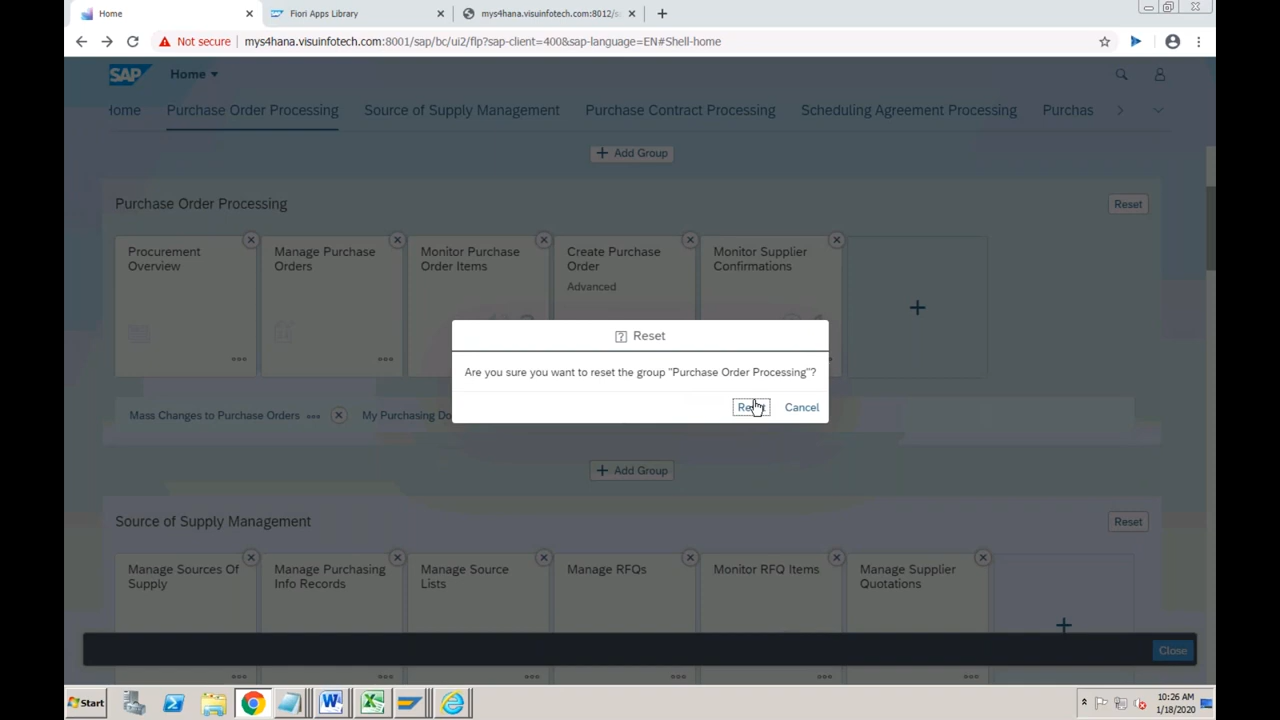 Home
Fiori Apps Library
mys4hana.visuinfotech.com:8012/s
Not secure
mys4hana.visuinfotech.com:8001/sap/bc/ui2/flp?sap-client=400&sap-language=EN#Shell-home
SAP
Home
Home
Purchase Order Processing
Source of Supply Management
Purchase Contract Processing
Scheduling Agreement Processing
Purchas
+ Add Group
Purchase Order Processing
Reset
Procurement
Overview
Manage Purchase
Orders
Monitor Purchase
Order Items
Create Purchase
Order
Advanced
Monitor Supplier
Confirmations
Reset
Are you sure you want to reset the group "Purchase Order Processing"?
Cancel
Mass Changes to Purchase Orders
My Purchasing Do
+ Add Group
Source of Supply Management
Reset
Manage Sources Of
Supply
Manage Purchasing
Info Records
Manage Source
Lists
Manage RFQs
Monitor RFQ Items
Manage Supplier
Quotations
Close
Start
10:26 AM
1/18/2020